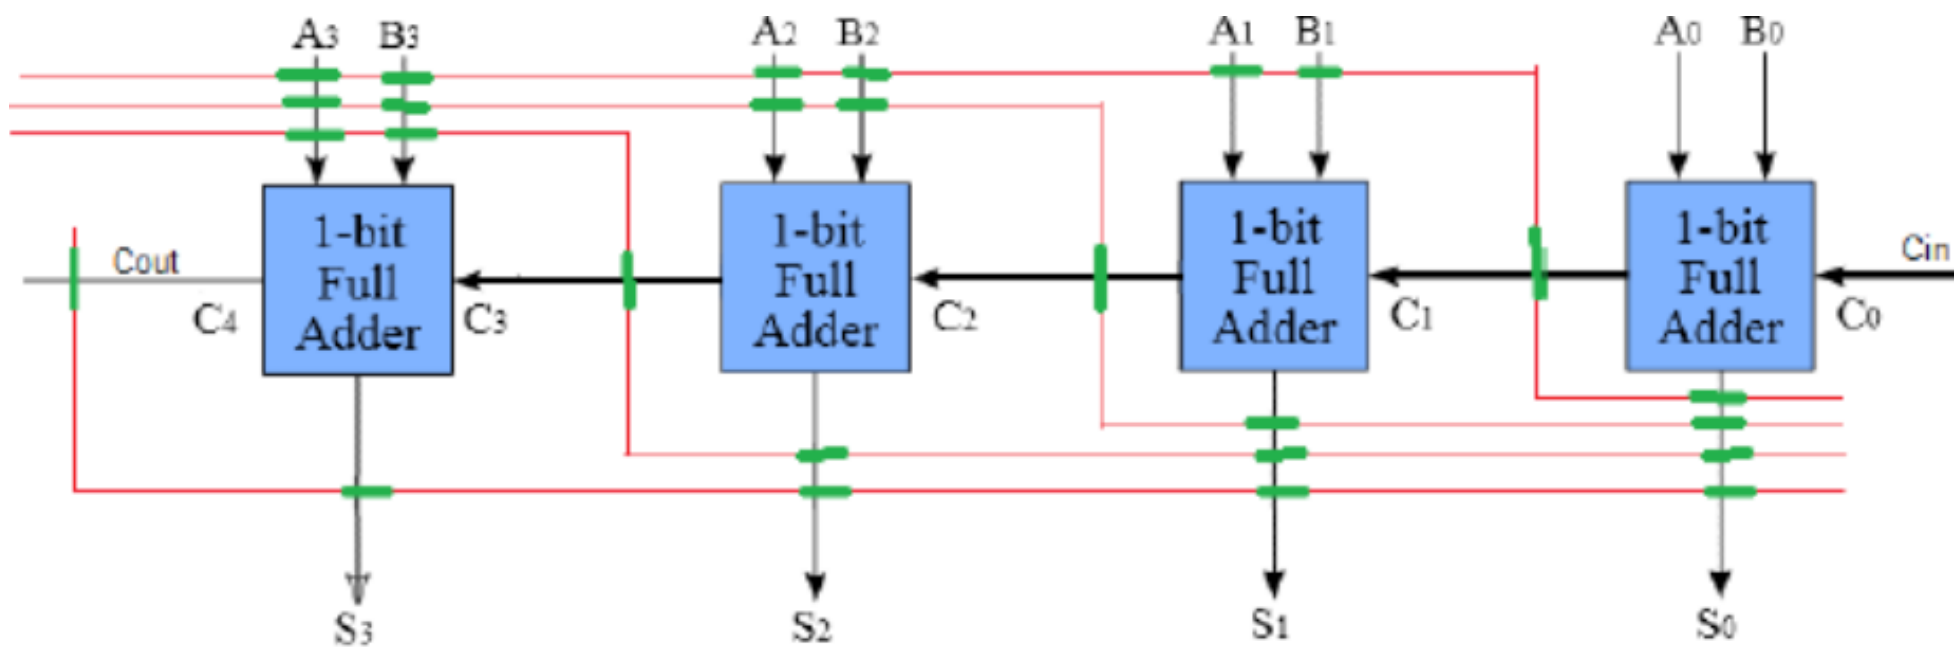 A3 B3 A2 B2 A1 B1 A0 B0
1-bit Full Adder
1-bit Full Adder
1-bit Full Adder
1-bit Full Adder
Cout Cin
C4 C3 C2 C1 C0
S3 S2 S1 S0